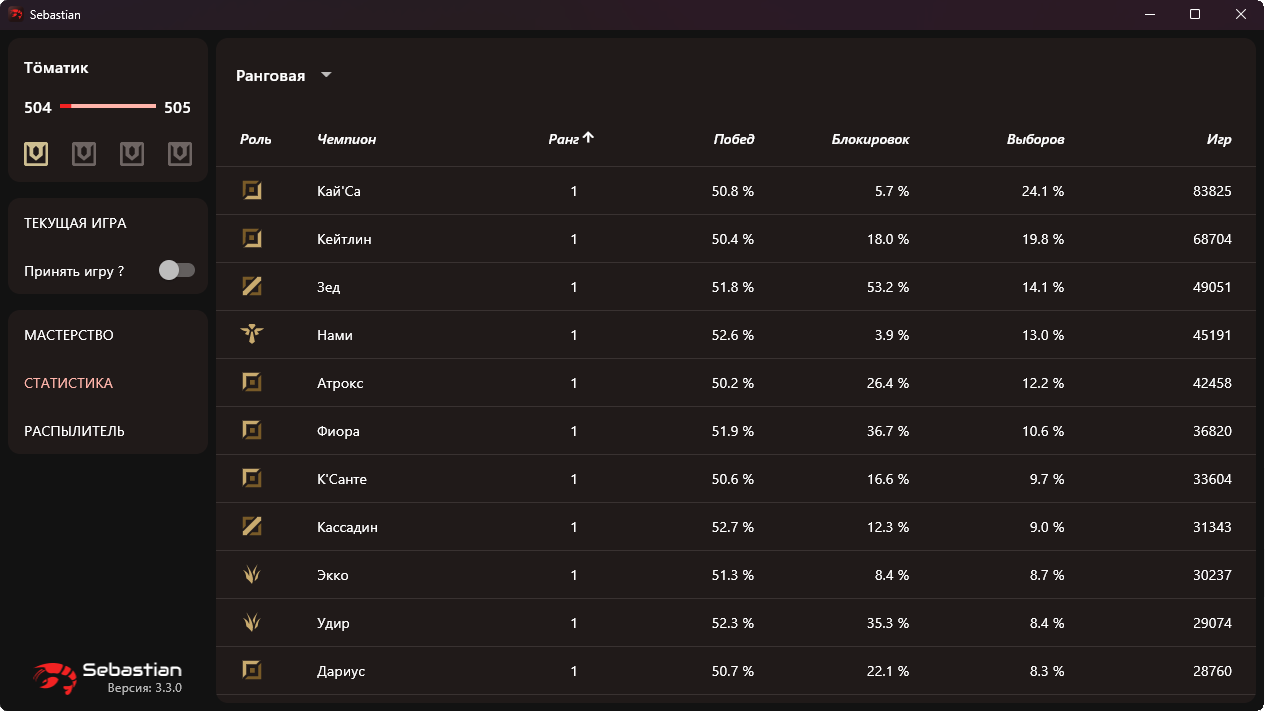 Sebastian
Töматик
504 505
ТЕКУЩАЯ ИГРА
Принять игру ?
МАСТЕРСТВО
СТАТИСТИКА
РАСПЫЛИТЕЛЬ
Sebastian
Версия: 3.3.0
Ранговая
Роль Чемпион Ранг Побед Блокировок Выборов Игр
Кай'Са 1 50.8 % 5.7 % 24.1 % 83825
Кейтлин 1 50.4 % 18.0 % 19.8 % 68704
Зед 1 51.8 % 53.2 % 14.1 % 49051
Нами 1 52.6 % 3.9 % 13.0 % 45191
Атрокс 1 50.2 % 26.4 % 12.2 % 42458
Фиора 1 51.9 % 36.7 % 10.6 % 36820
К'Санте 1 50.6 % 16.6 % 9.7 % 33604
Кассадин 1 52.7 % 12.3 % 9.0 % 31343
Экко 1 51.3 % 8.4 % 8.7 % 30237
Удир 1 52.3 % 35.3 % 8.4 % 29074
Дариус 1 50.7 % 22.1 % 8.3 % 28760